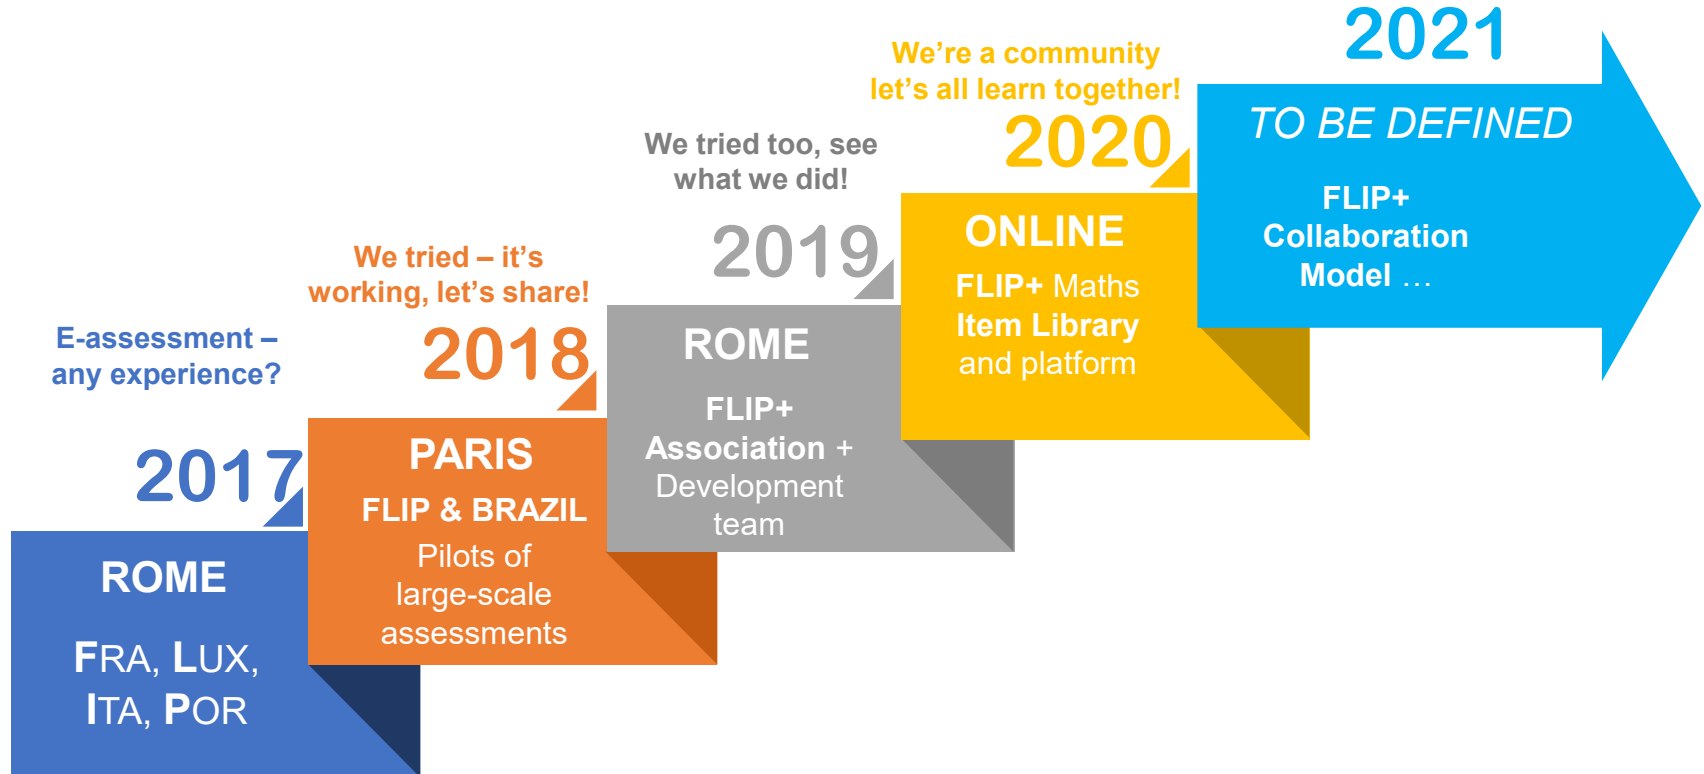 E-assessment –
any experience?
2017
ROME
FRA, LUX,
ITA, POR
We tried – it’s
working, let’s share!
2018
PARIS
FLIP & BRAZIL
Pilots of
large-scale
assessments
We tried too, see
what we did!
2019
ROME
FLIP+
Association +
Development
team
We’re a community
let’s all learn together!
2020
ONLINE
FLIP+ Maths
Item Library
and platform
2021
TO BE DEFINED
FLIP+
Collaboration
Model …